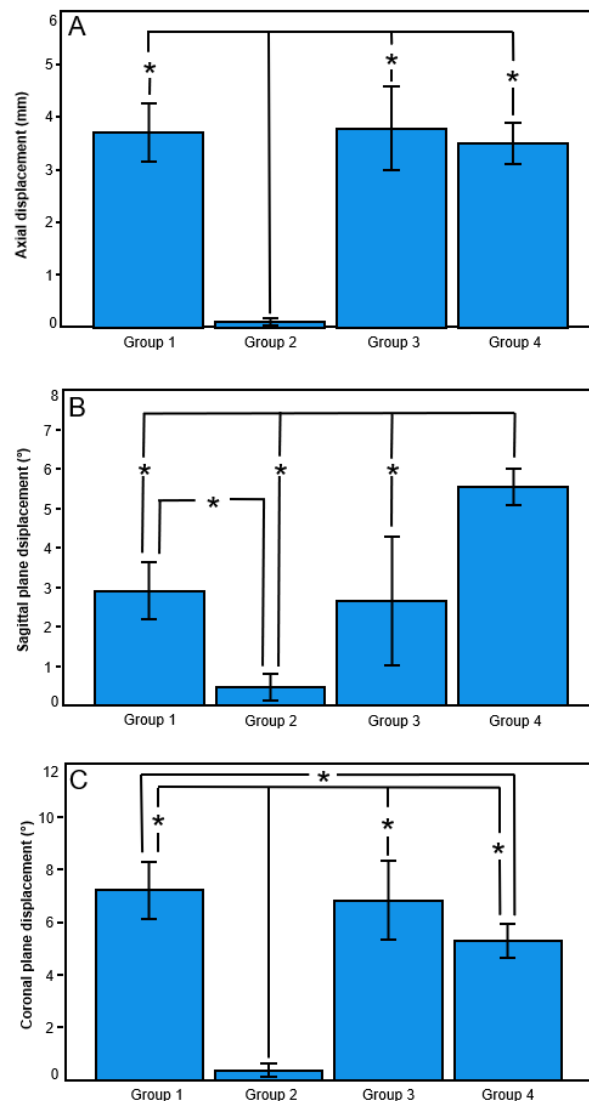 A
Axial displacement (mm)
6
5
4
3
2
1
0
*
*
*
Group 1
Group 2
Group 3
Group 4
B
Sagittal plane dsiplacement (°)
8
7
6
5
4
3
2
1
0
*
*
*
*
Group 1
Group 2
Group 3
Group 4
C
Coronal plane displacement (°)
12
10
8
6
4
2
0
*
*
*
*
Group 1
Group 2
Group 3
Group 4